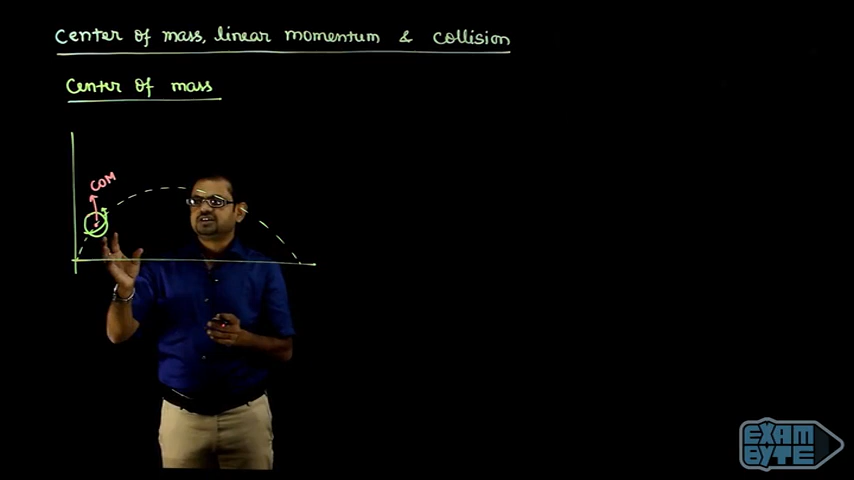 Center of mass, linear momentum & collision
Center of mass
COM
EXAM
BYTE